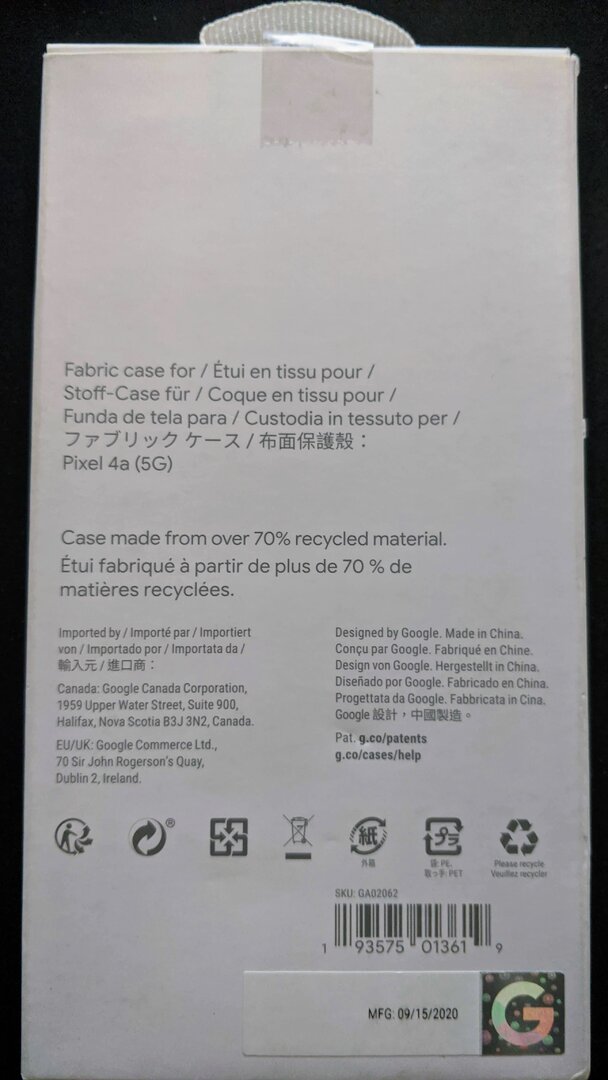 Fabric case for / Étui en tissu pour /
Stoff-Case für / Coque en tissu pour /
Funda de tela para / Custodia in tessuto per /
ファブリック ケース / 布面保護殼：
Pixel 4a (5G)
Case made from over 70% recycled material.
Étui fabriqué à partir de plus de 70 % de
matières recyclées.
Imported by / Importé par / Importiert
von / Importado por / Importata da /
輸入元 / 進口商：
Canada: Google Canada Corporation,
1959 Upper Water Street, Suite 900,
Halifax, Nova Scotia B3J 3N2, Canada.
EU/UK: Google Commerce Ltd.,
70 Sir John Rogerson's Quay,
Dublin 2, Ireland.
Designed by Google. Made in China.
Conçu par Google. Fabriqué en Chine.
Design von Google. Hergestellt in China.
Diseñado por Google. Fabricado en China.
Progettata da Google. Fabbricata in Cina.
Google 設計，中國製造。
Pat. g.co/patents
g.co/cases/help
®
紙
外箱
プラ
袋: PE,
取っ手: PET
Please recycle
Veuillez recycler
SKU: GA02062
1 93575 01361 9
MFG: 09/15/2020
G